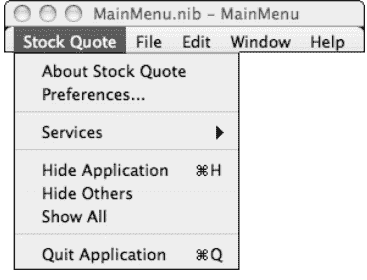 MainMenu.nib – MainMenu
Stock Quote File Edit Window Help
About Stock Quote
Preferences...
Services
Hide Application ⌘H
Hide Others
Show All
Quit Application ⌘Q